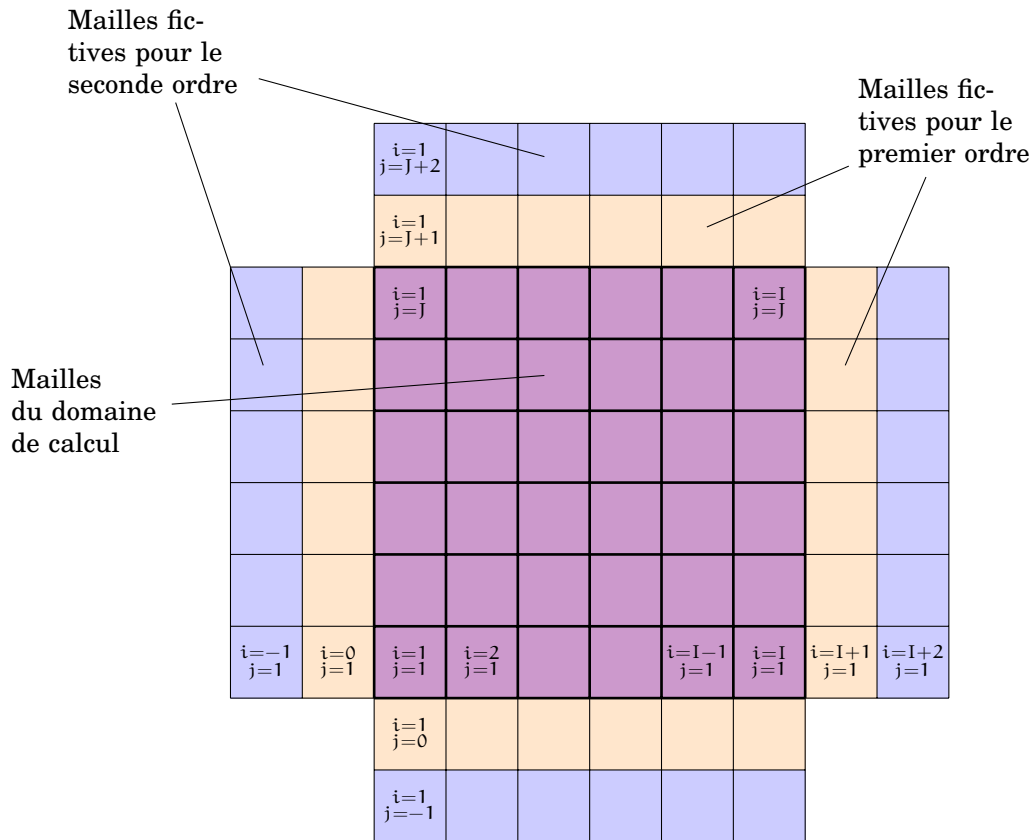 Mailles fic-
tives pour le
seconde ordre
Mailles fic-
tives pour le
premier ordre
i=1
j=J+2
i=1
j=J+1
i=1
j=J
i=I
j=J
Mailles
du domaine
de calcul
i=−1
j=1
i=0
j=1
i=1
j=1
i=2
j=1
i=I−1
j=1
i=I
j=1
i=I+1
j=1
i=I+2
j=1
i=1
j=0
i=1
j=−1